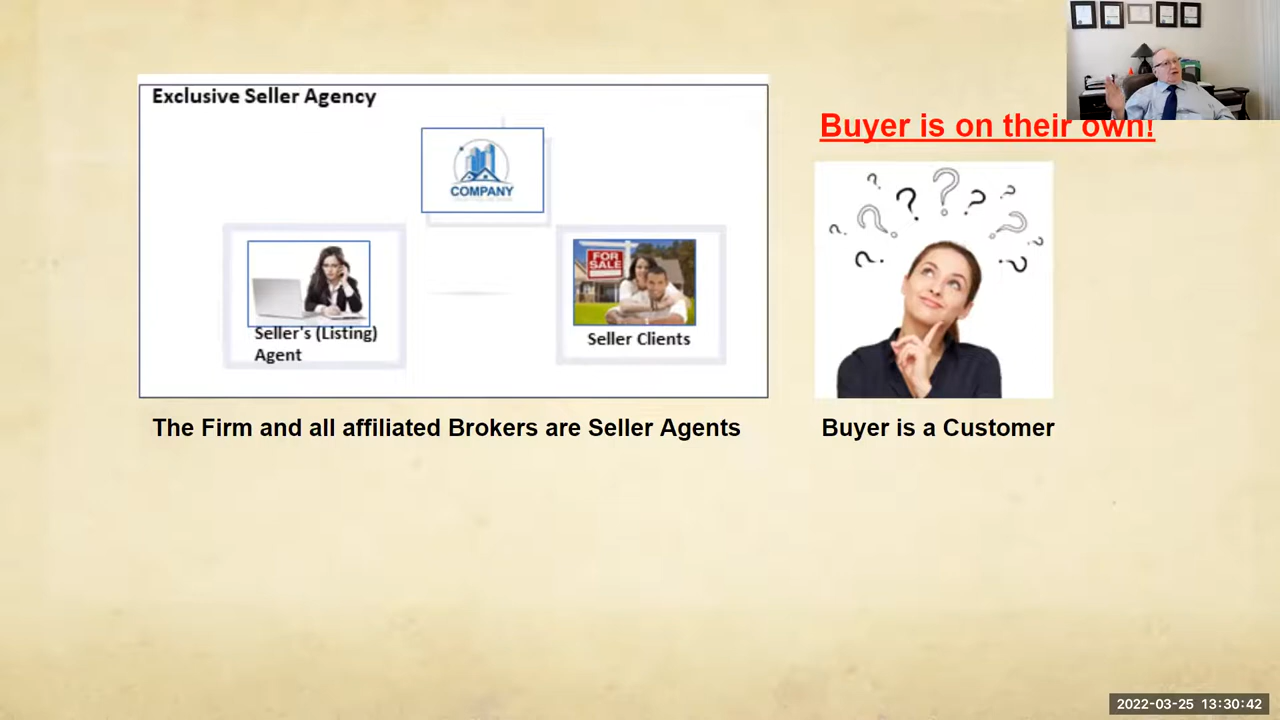 Exclusive Seller Agency
Buyer is on their own!
COMPANY
FOR
SALE
Seller's (Listing)
Agent
Seller Clients
The Firm and all affiliated Brokers are Seller Agents
Buyer is a Customer
2022-03-25 13:30:42